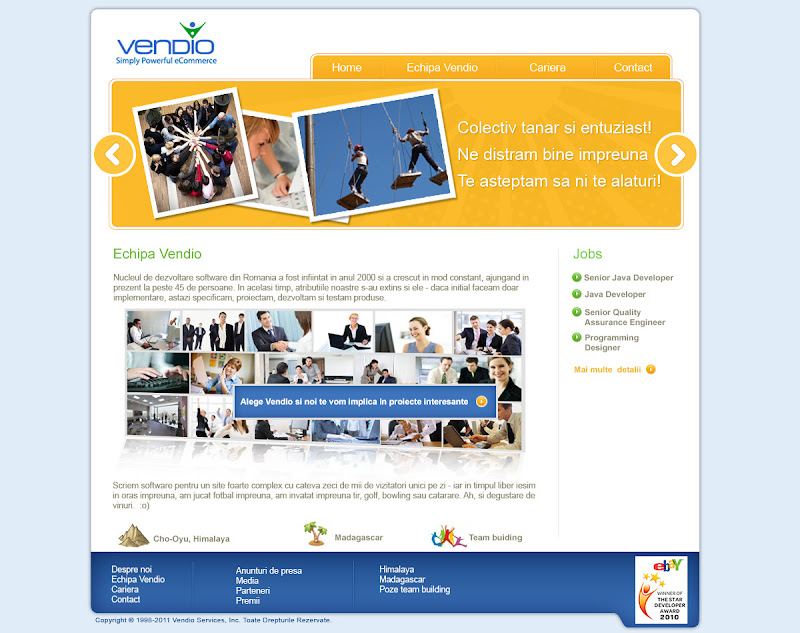 vendio
Simply Powerful eCommerce
Home
Echipa Vendio
Cariera
Contact
Colectiv tanar si entuziast!
Ne distram bine impreuna
Te asteptam sa ni te alaturi!
Echipa Vendio
Nucleul de dezvoltare software din Romania a fost infiintat in anul 2000 si a crescut in mod constant, ajungand in
prezent la peste 45 de persoane. In acelasi timp, atributiile noastre s-au extins si ele - daca initial faceam doar
implementare, astazi specificam, proiectam, dezvoltam si testam produse.
Alege Vendio si noi te vom implica in proiecte interesante
Scriem software pentru un site foarte complex cu cateva zeci de mii de vizitatori unici pe zi - iar in timpul liber iesim
in oras impreuna, am jucat fotbal impreuna, am invatat impreuna tir, golf, bowling sau catarare. Ah, si degustare de
vinuri. :o)
Cho-Oyu, Himalaya
Madagascar
Team buiding
Jobs
Senior Java Developer
Java Developer
Senior Quality
Assurance Engineer
Programming
Designer
Mai multe detalii
Despre noi
Echipa Vendio
Cariera
Contact
Anunturi de presa
Media
Parteneri
Premii
Himalaya
Madagascar
Poze team building
ebay
WINNER OF
THE STAR
DEVELOPER
AWARD
2010
Copyright © 1998-2011 Vendio Services, Inc. Toate Drepturile Rezervate.